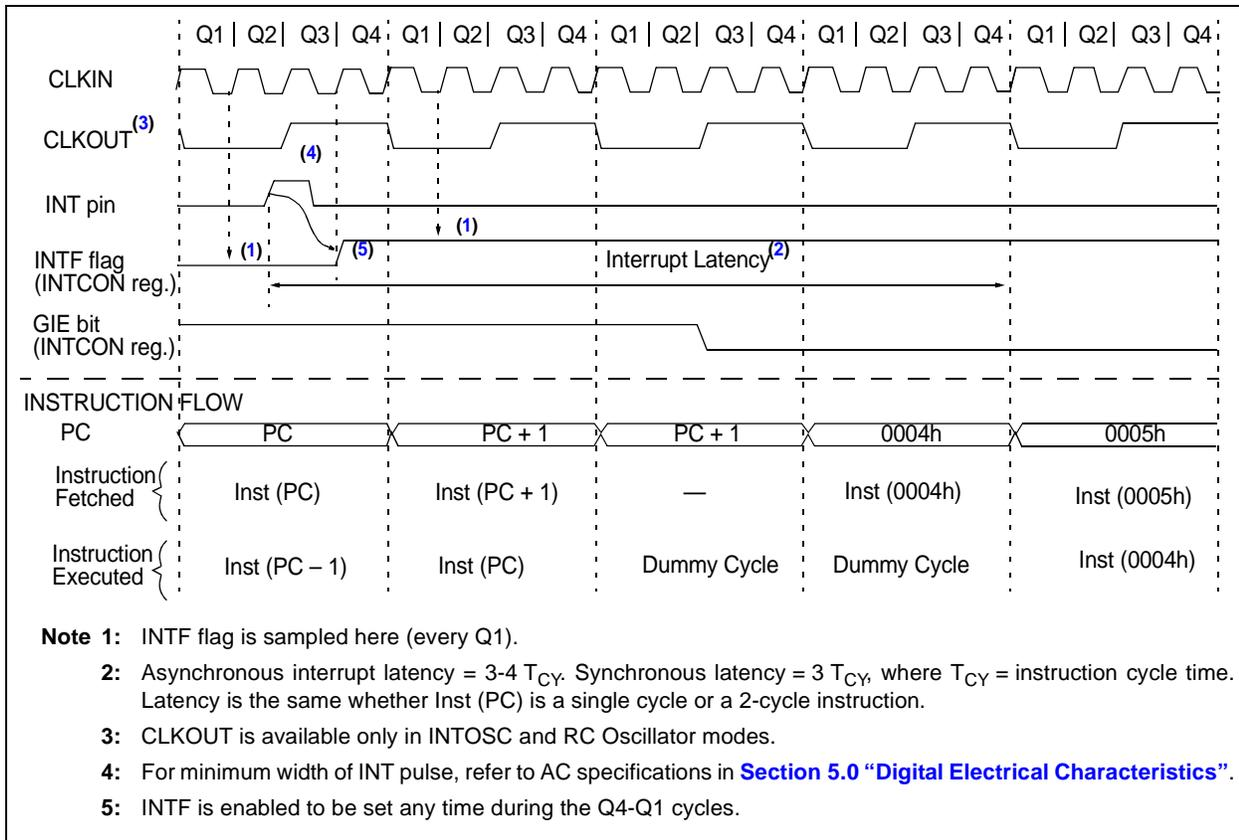 Q1 | Q2 | Q3 | Q4 Q1 | Q2 | Q3 | Q4 Q1 | Q2 | Q3 | Q4 Q1 | Q2 | Q3 | Q4 Q1 | Q2 | Q3 | Q4
CLKIN
CLKOUT(3)
(4)
INT pin
(1)
(1) (5) Interrupt Latency(2)
INTF flag
(INTCON reg.)
GIE bit
(INTCON reg.)
INSTRUCTION FLOW
PC PC PC + 1 PC + 1 0004h 0005h
Instruction
Fetched Inst (PC) Inst (PC + 1) — Inst (0004h) Inst (0005h)
Instruction
Executed Inst (PC – 1) Inst (PC) Dummy Cycle Dummy Cycle Inst (0004h)
Note 1: INTF flag is sampled here (every Q1).
2: Asynchronous interrupt latency = 3-4 TCY. Synchronous latency = 3 TCY, where TCY = instruction cycle time.
Latency is the same whether Inst (PC) is a single cycle or a 2-cycle instruction.
3: CLKOUT is available only in INTOSC and RC Oscillator modes.
4: For minimum width of INT pulse, refer to AC specifications in Section 5.0 “Digital Electrical Characteristics”.
5: INTF is enabled to be set any time during the Q4-Q1 cycles.